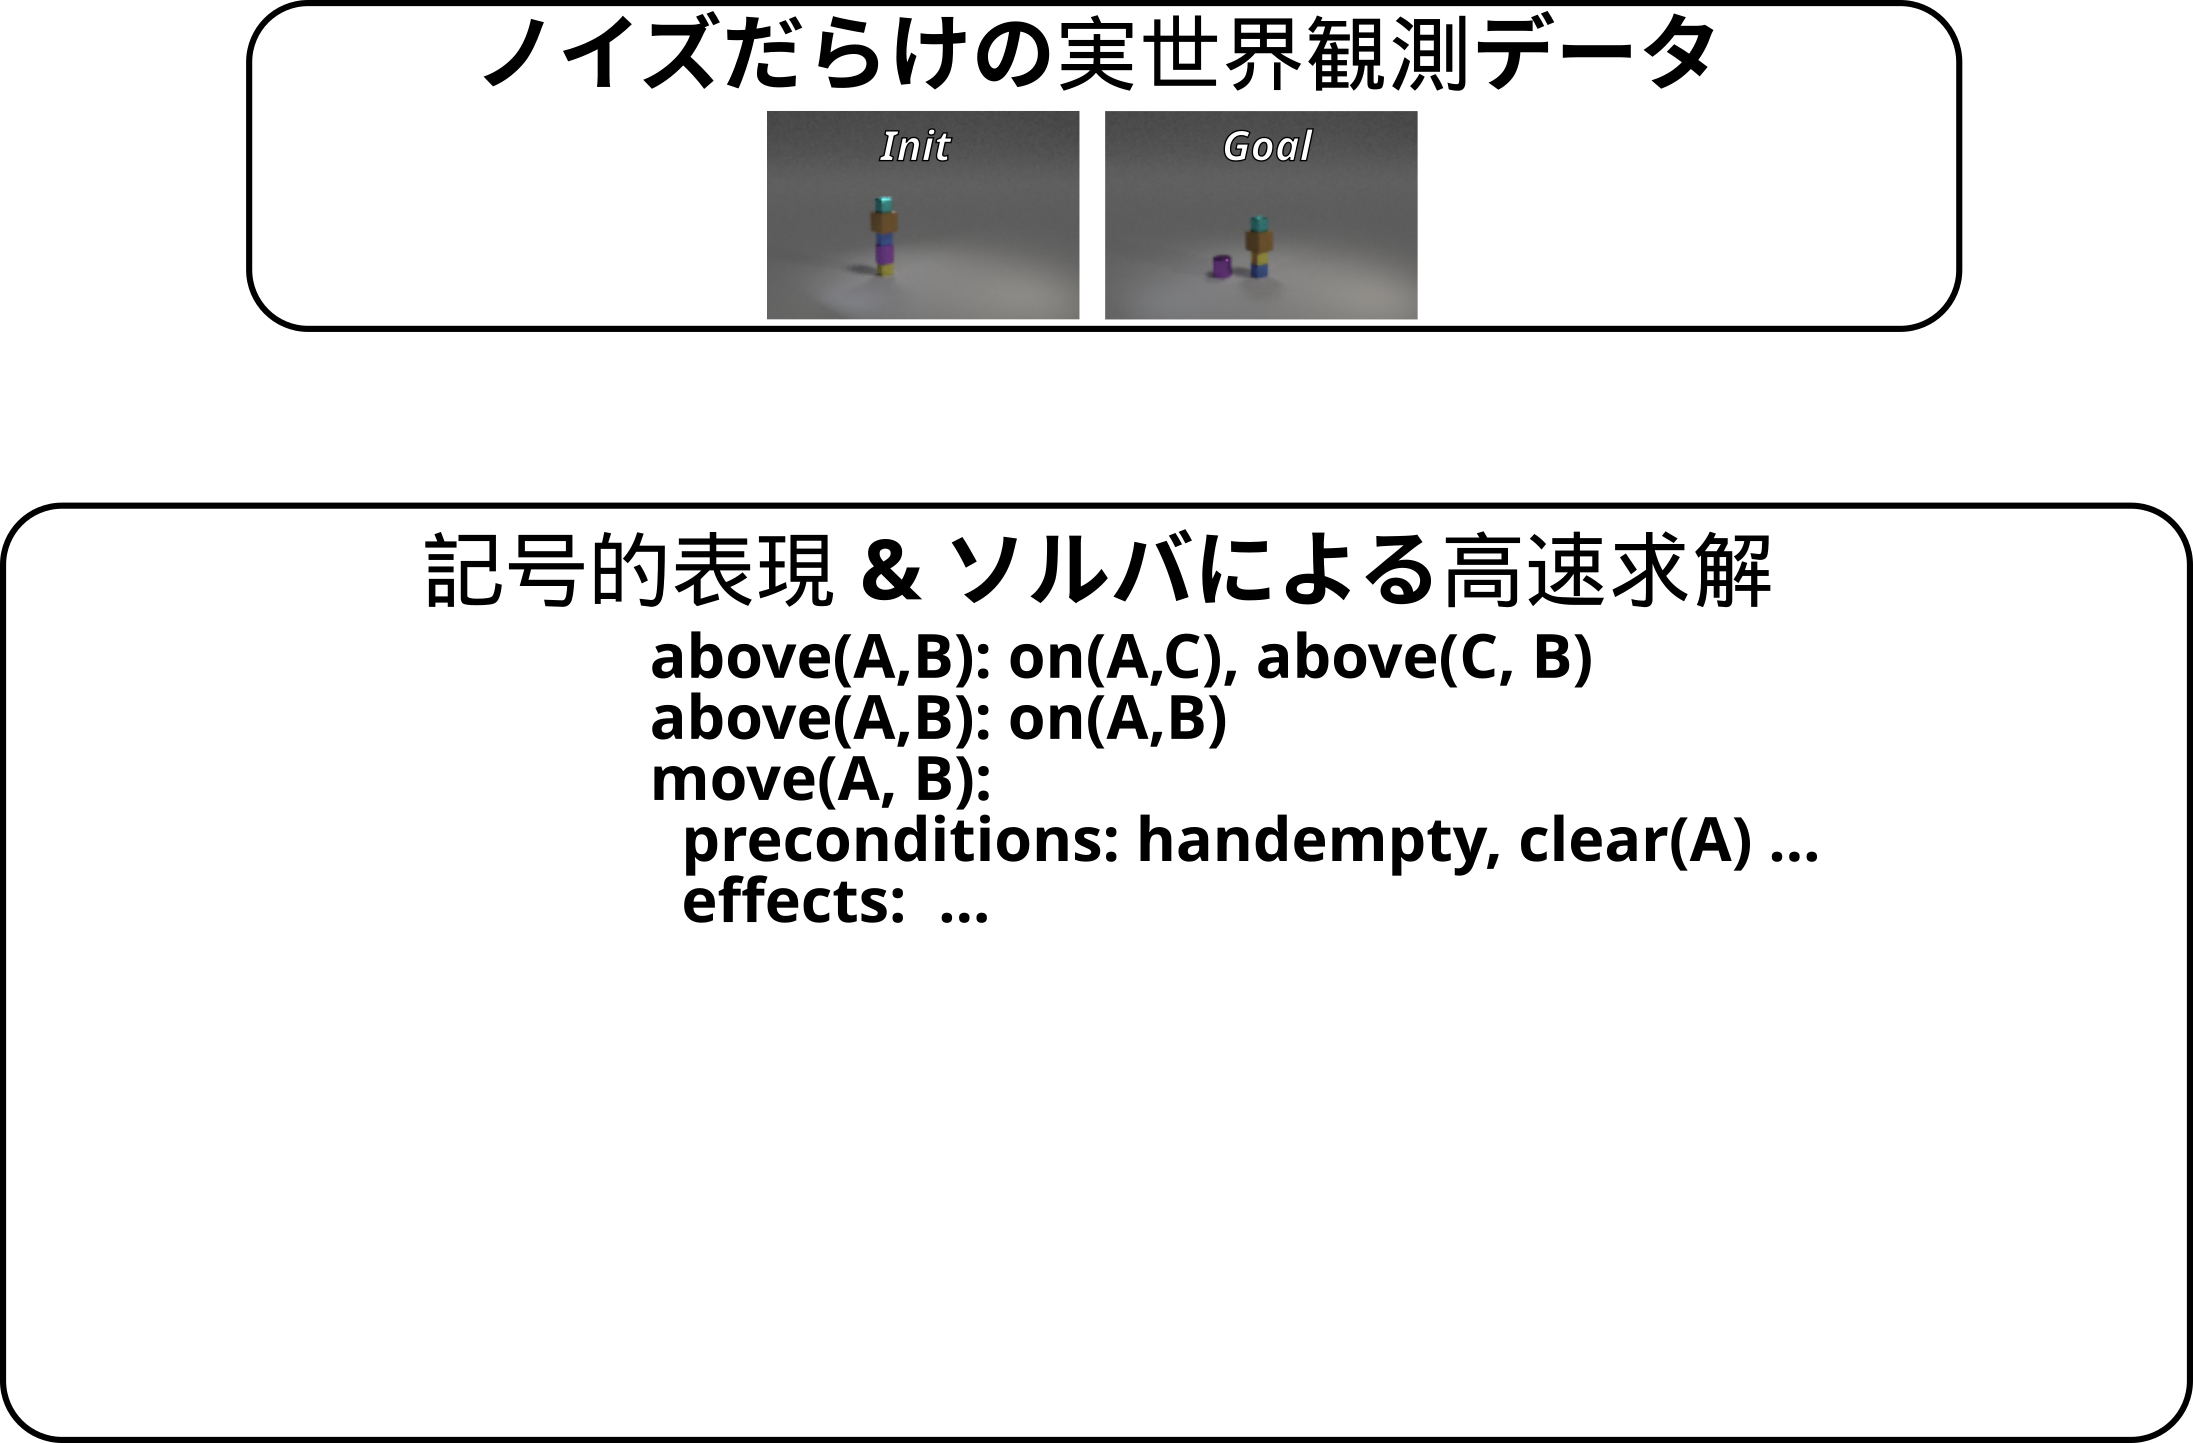 ノイズだらけの実世界観測データ
Init
Goal
記号的表現 & ソルバによる高速求解
above(A,B): on(A,C), above(C, B)
above(A,B): on(A,B)
move(A, B):
preconditions: handempty, clear(A) ...
effects: ...